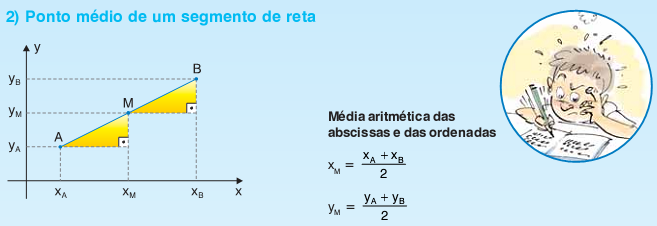 2) Ponto médio de um segmento de reta
y
B
y_B
M
y_M
A
y_A
x_A x_M x_B x
Média aritmética das
abscissas e das ordenadas
x_M = (x_A + x_B) / 2
y_M = (y_A + y_B) / 2